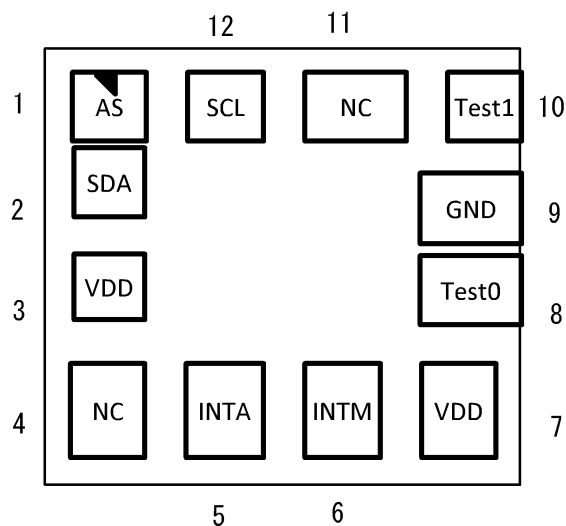 12 11
1 AS SCL NC Test1 10
SDA
2 GND 9
VDD Test0
3 8
4 NC INTA INTM VDD 7
5 6